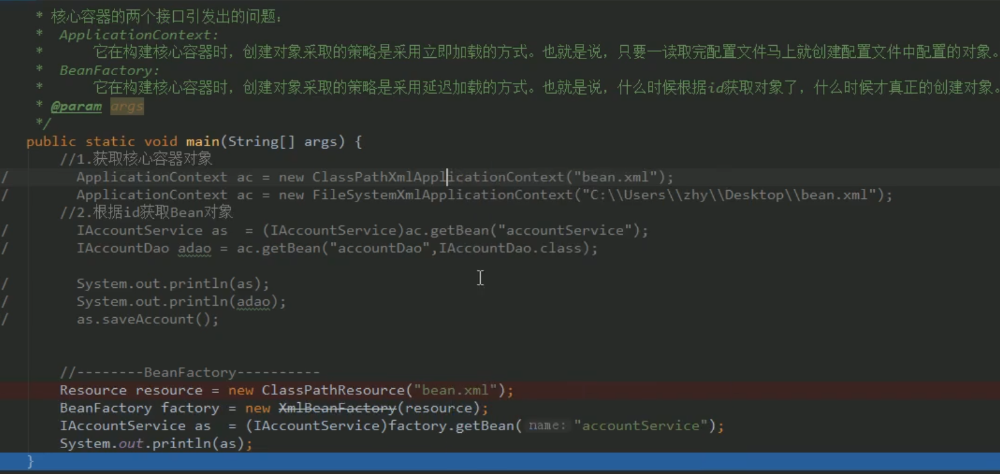 * 核心容器的两个接口引发出的问题：
* ApplicationContext:
* 它在构建核心容器时，创建对象采取的策略是采用立即加载的方式。也就是说，只要一读取完配置文件马上就创建配置文件中配置的对象。
* BeanFactory:
* 它在构建核心容器时，创建对象采取的策略是采用延迟加载的方式。也就是说，什么时候根据id获取对象了，什么时候才真正的创建对象。
* @param args
*/
public static void main(String[] args) {
//1.获取核心容器对象
/ ApplicationContext ac = new ClassPathXmlApplicationContext("bean.xml");
/ ApplicationContext ac = new FileSystemXmlApplicationContext("C:\\Users\\zhy\\Desktop\\bean.xml");
//2.根据id获取Bean对象
/ IAccountService as  = (IAccountService)ac.getBean("accountService");
/ IAccountDao adao = ac.getBean("accountDao",IAccountDao.class);
/ System.out.println(as);
/ System.out.println(adao);
/ as.saveAccount();
//--------BeanFactory----------
Resource resource = new ClassPathResource("bean.xml");
BeanFactory factory = new XmlBeanFactory(resource);
IAccountService as  = (IAccountService)factory.getBean( name: "accountService");
System.out.println(as);
}